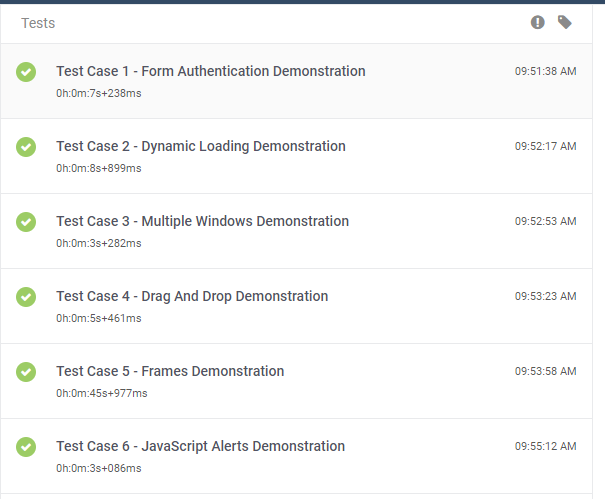 Tests
Test Case 1 - Form Authentication Demonstration 09:51:38 AM
0h:0m:7s+238ms
Test Case 2 - Dynamic Loading Demonstration 09:52:17 AM
0h:0m:8s+899ms
Test Case 3 - Multiple Windows Demonstration 09:52:53 AM
0h:0m:3s+282ms
Test Case 4 - Drag And Drop Demonstration 09:53:23 AM
0h:0m:5s+461ms
Test Case 5 - Frames Demonstration 09:53:58 AM
0h:0m:45s+977ms
Test Case 6 - JavaScript Alerts Demonstration 09:55:12 AM
0h:0m:3s+086ms